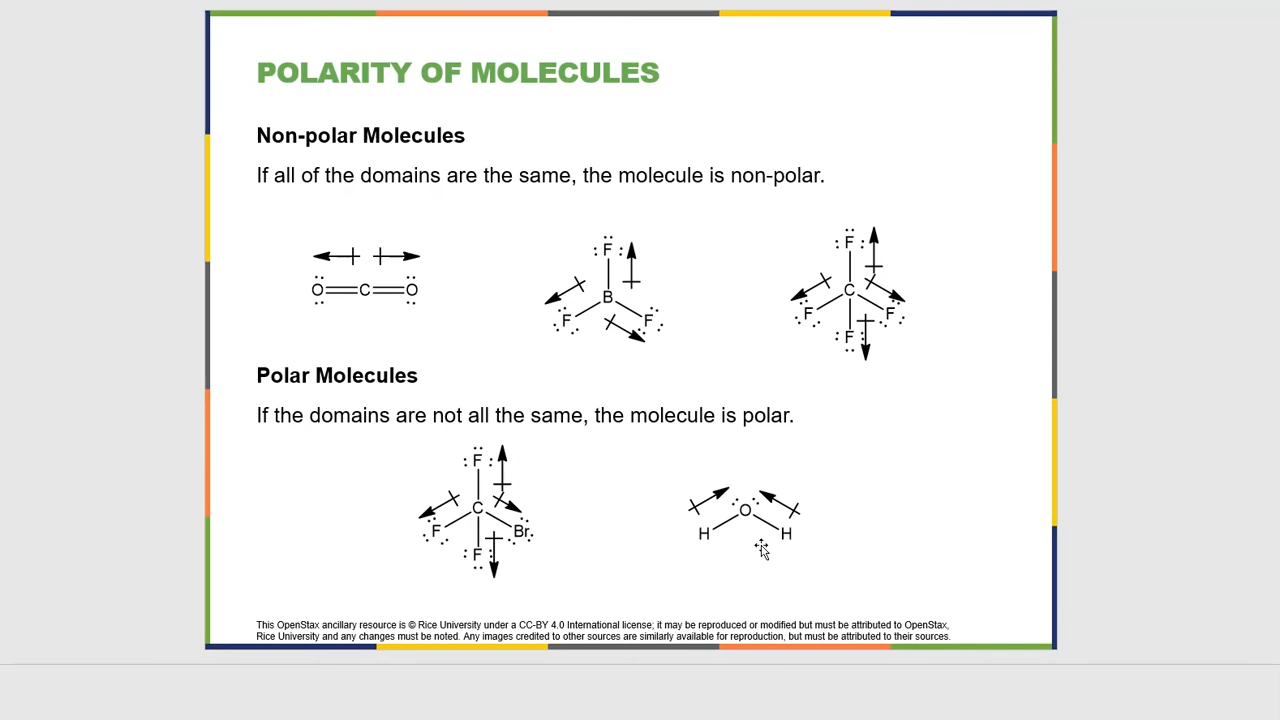 POLARITY OF MOLECULES
Non-polar Molecules
If all of the domains are the same, the molecule is non-polar.
O C O
F
B
F F
F
C
F F
F
Polar Molecules
If the domains are not all the same, the molecule is polar.
F
C
F Br
F
O
H H
This OpenStax ancillary resource is © Rice University under a CC-BY 4.0 International license; it may be reproduced or modified but must be attributed to OpenStax,
Rice University and any changes must be noted. Any images credited to other sources are similarly available for reproduction, but must be attributed to their sources.